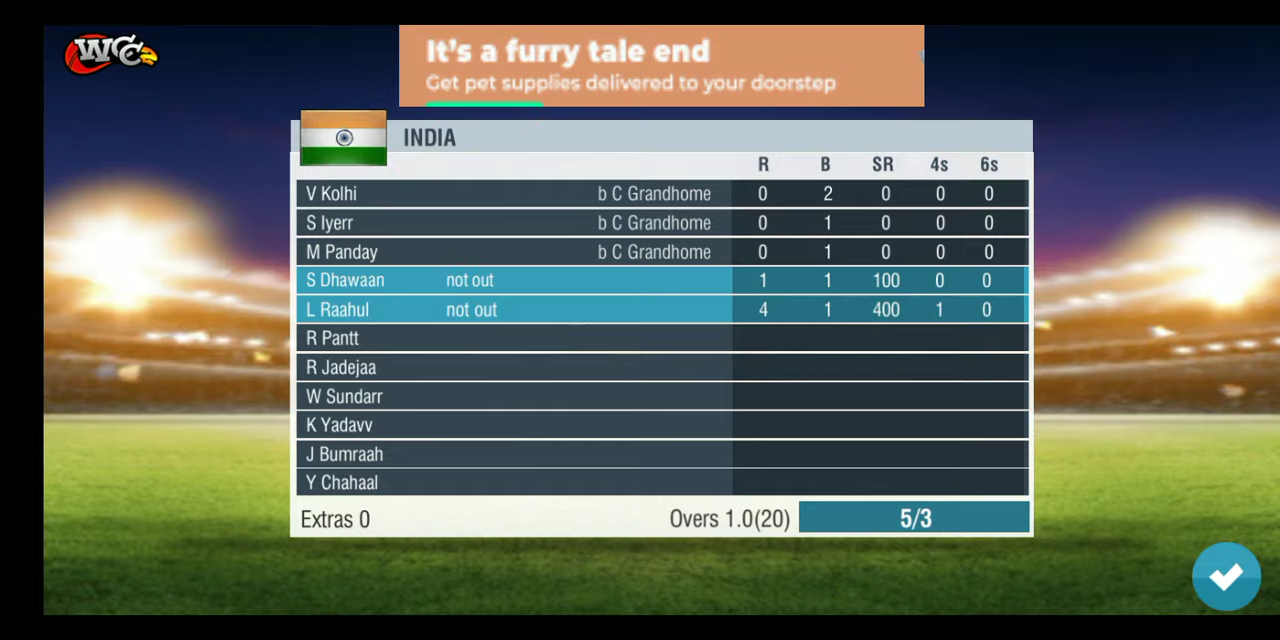 WCC
It's a furry tale end
Get pet supplies delivered to your doorstep
INDIA
R B SR 4s 6s
V Kolhi b C Grandhome 0 2 0 0 0
S Iyerr b C Grandhome 0 1 0 0 0
M Panday b C Grandhome 0 1 0 0 0
S Dhawaan not out 1 1 100 0 0
L Raahul not out 4 1 400 1 0
R Pantt
R Jadejaa
W Sundarr
K Yadavv
J Bumraah
Y Chahaal
Extras 0 Overs 1.0(20) 5/3